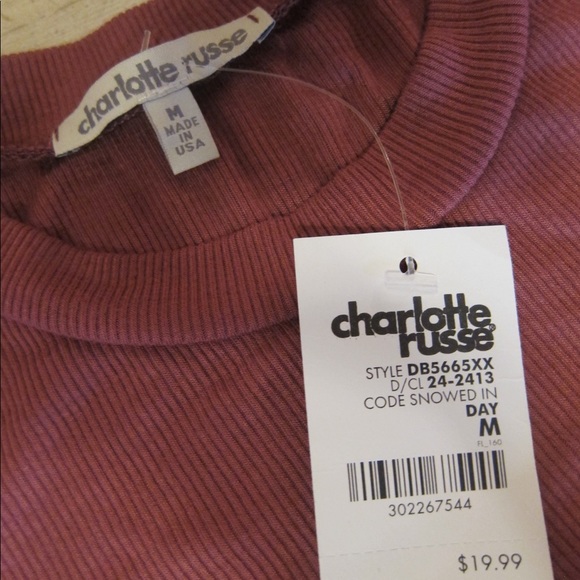 charlotte russe
M
MADE
IN
USA
charlotte
russe
STYLE DB5665XX
D/CL 24-2413
CODE SNOWED IN
DAY
M
FL_160
302267544
$19.99